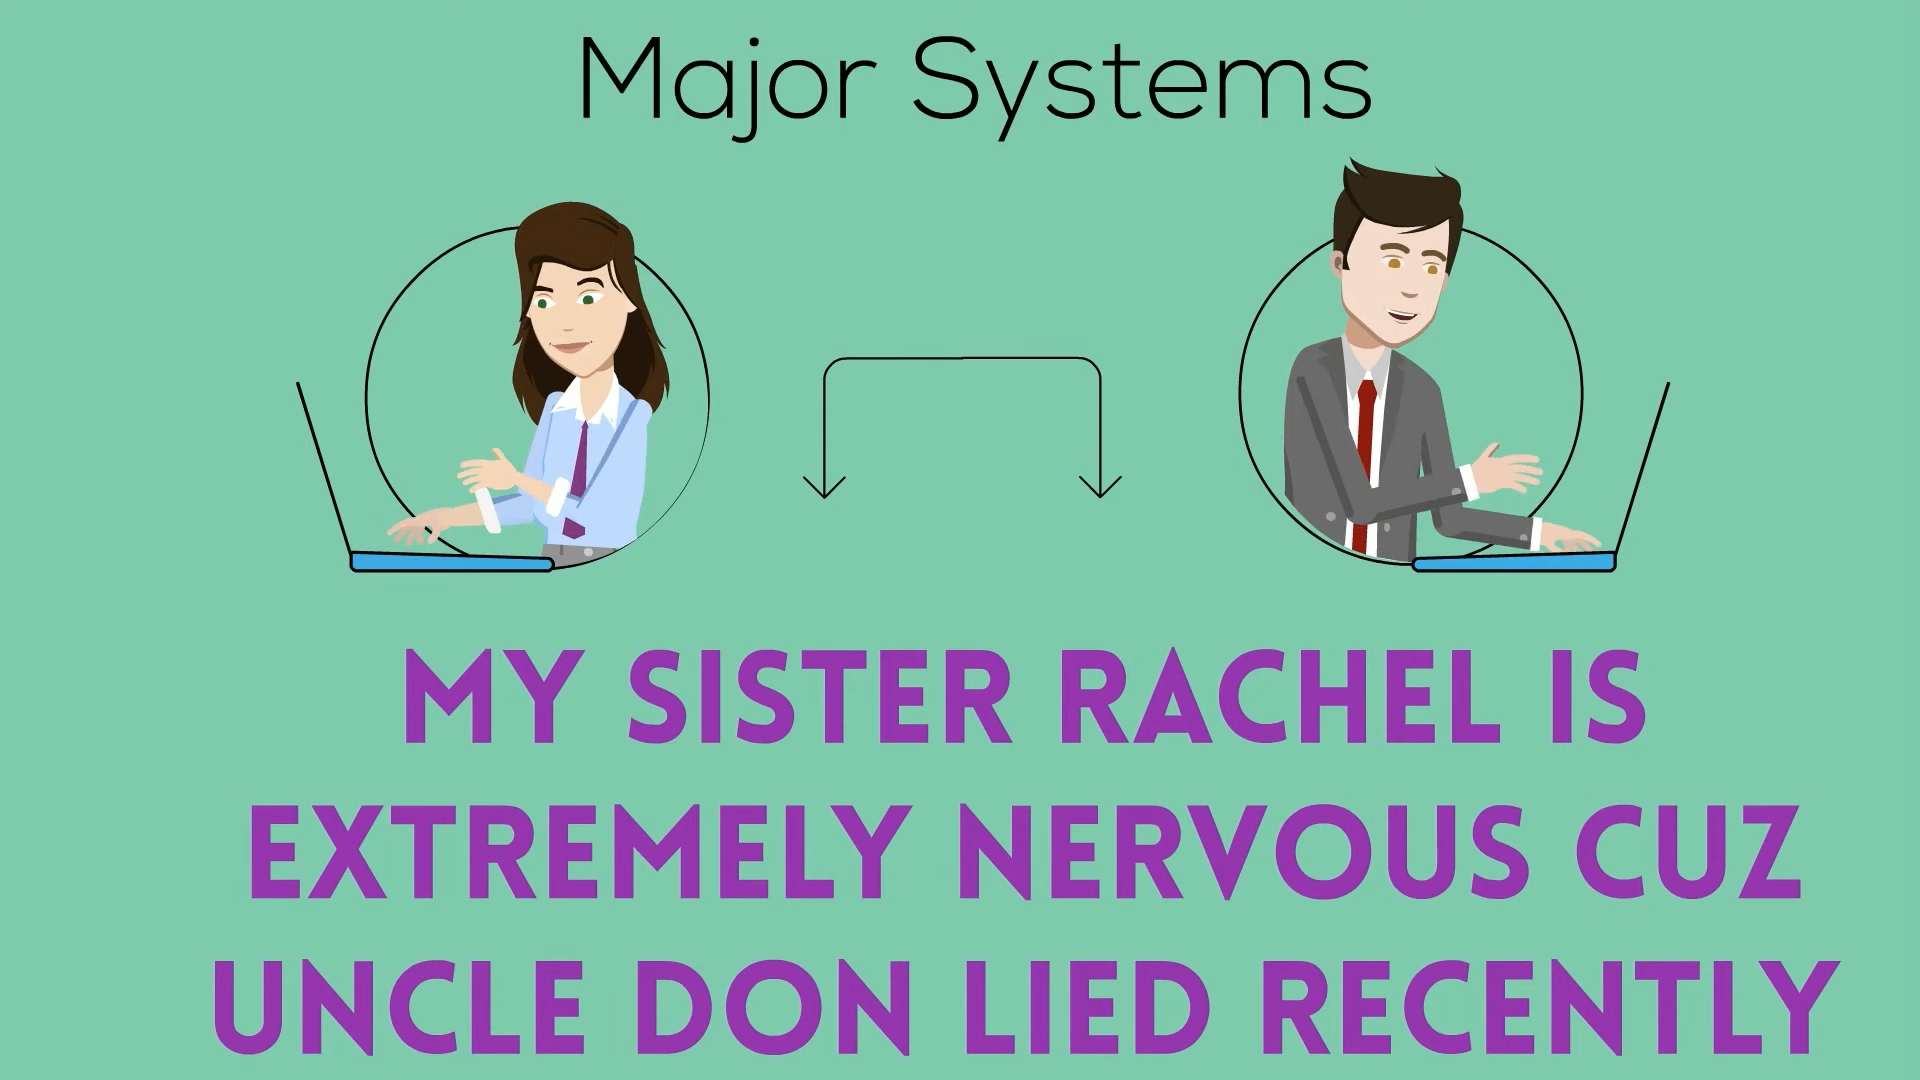 Major Systems
MY SISTER RACHEL IS
EXTREMELY NERVOUS CUZ
UNCLE DON LIED RECENTLY